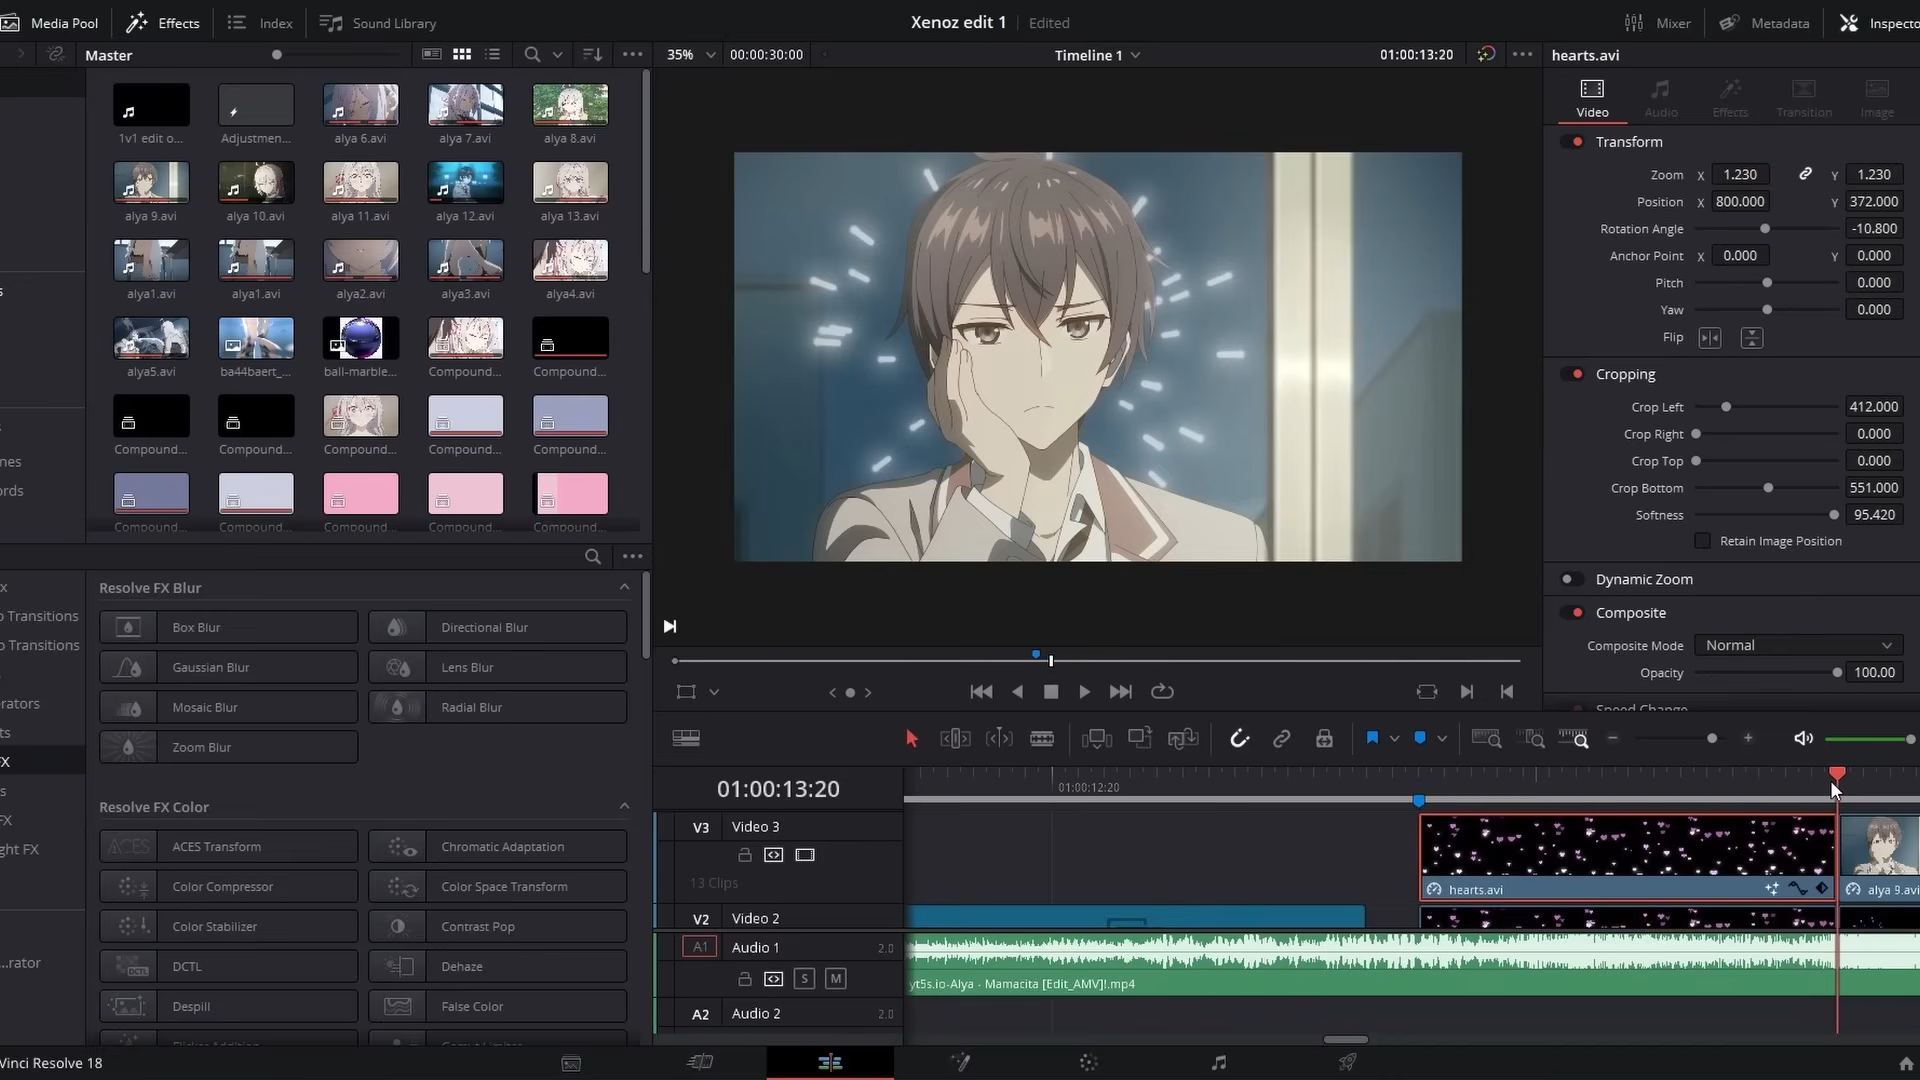 Media Pool
Effects
Index
Sound Library
Xenoz edit 1
Edited
Mixer
Metadata
Inspecto
Master
35%
00:00:30:00
Timeline 1
01:00:13:20
hearts.avi
1v1 edit o...
Adjustmen...
alya 6.avi
alya 7.avi
alya 8.avi
alya 9.avi
alya 10.avi
alya 11.avi
alya 12.avi
alya 13.avi
alya1.avi
alya1.avi
alya2.avi
alya3.avi
alya4.avi
alya5.avi
ba44baert_...
ball-marble...
Compound...
Compound...
Compound...
Compound...
Compound...
Compound...
Compound...
Compound...
Compound...
Compound...
Compound...
Compound...
Video
Audio
Effects
Transition
Image
Transform
Zoom X 1.230 Y 1.230
Position X 800.000 Y 372.000
Rotation Angle -10.800
Anchor Point X 0.000 Y 0.000
Pitch 0.000
Yaw 0.000
Flip
Cropping
Crop Left 412.000
Crop Right 0.000
Crop Top 0.000
Crop Bottom 551.000
Softness 95.420
Retain Image Position
Dynamic Zoom
Composite
Composite Mode Normal
Opacity 100.00
Speed Change
s
nes
ords
x
o Transitions
o Transitions
erators
ts
FX
s
FX
ght FX
...rator
Resolve FX Blur
Box Blur
Directional Blur
Gaussian Blur
Lens Blur
Mosaic Blur
Radial Blur
Zoom Blur
Resolve FX Color
ACES
ACES Transform
Chromatic Adaptation
Color Compressor
Color Space Transform
Color Stabilizer
Contrast Pop
DCTL
DCTL
Dehaze
Despill
False Color
Flicker Addition
Gamut Limiter
01:00:13:20
01:00:12:20
V3 Video 3
13 Clips
hearts.avi
alya 9.avi
V2 Video 2
A1 Audio 1 2.0
S M
yt5s.io-Alya - Mamacita [Edit_AMV]!.mp4
A2 Audio 2 2.0
Vinci Resolve 18